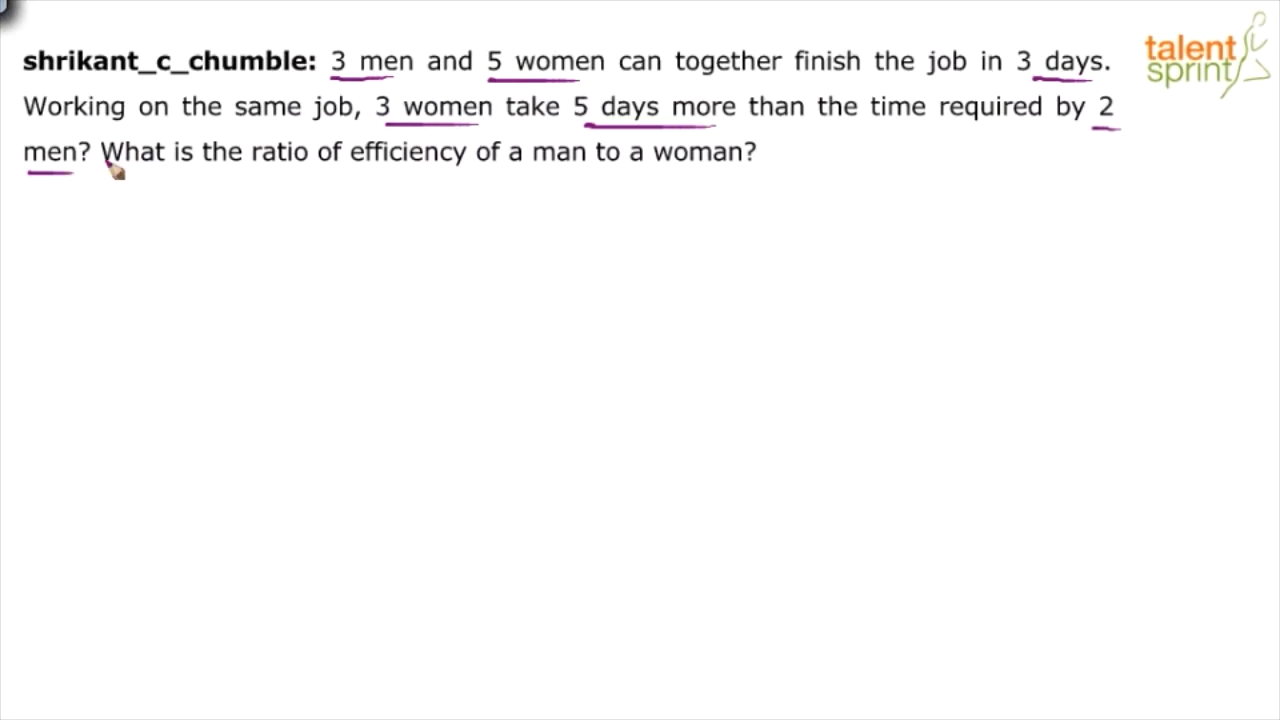 shrikant_c_chumble: 3 men and 5 women can together finish the job in 3 days.
Working on the same job, 3 women take 5 days more than the time required by 2
men? What is the ratio of efficiency of a man to a woman?
talent
sprint